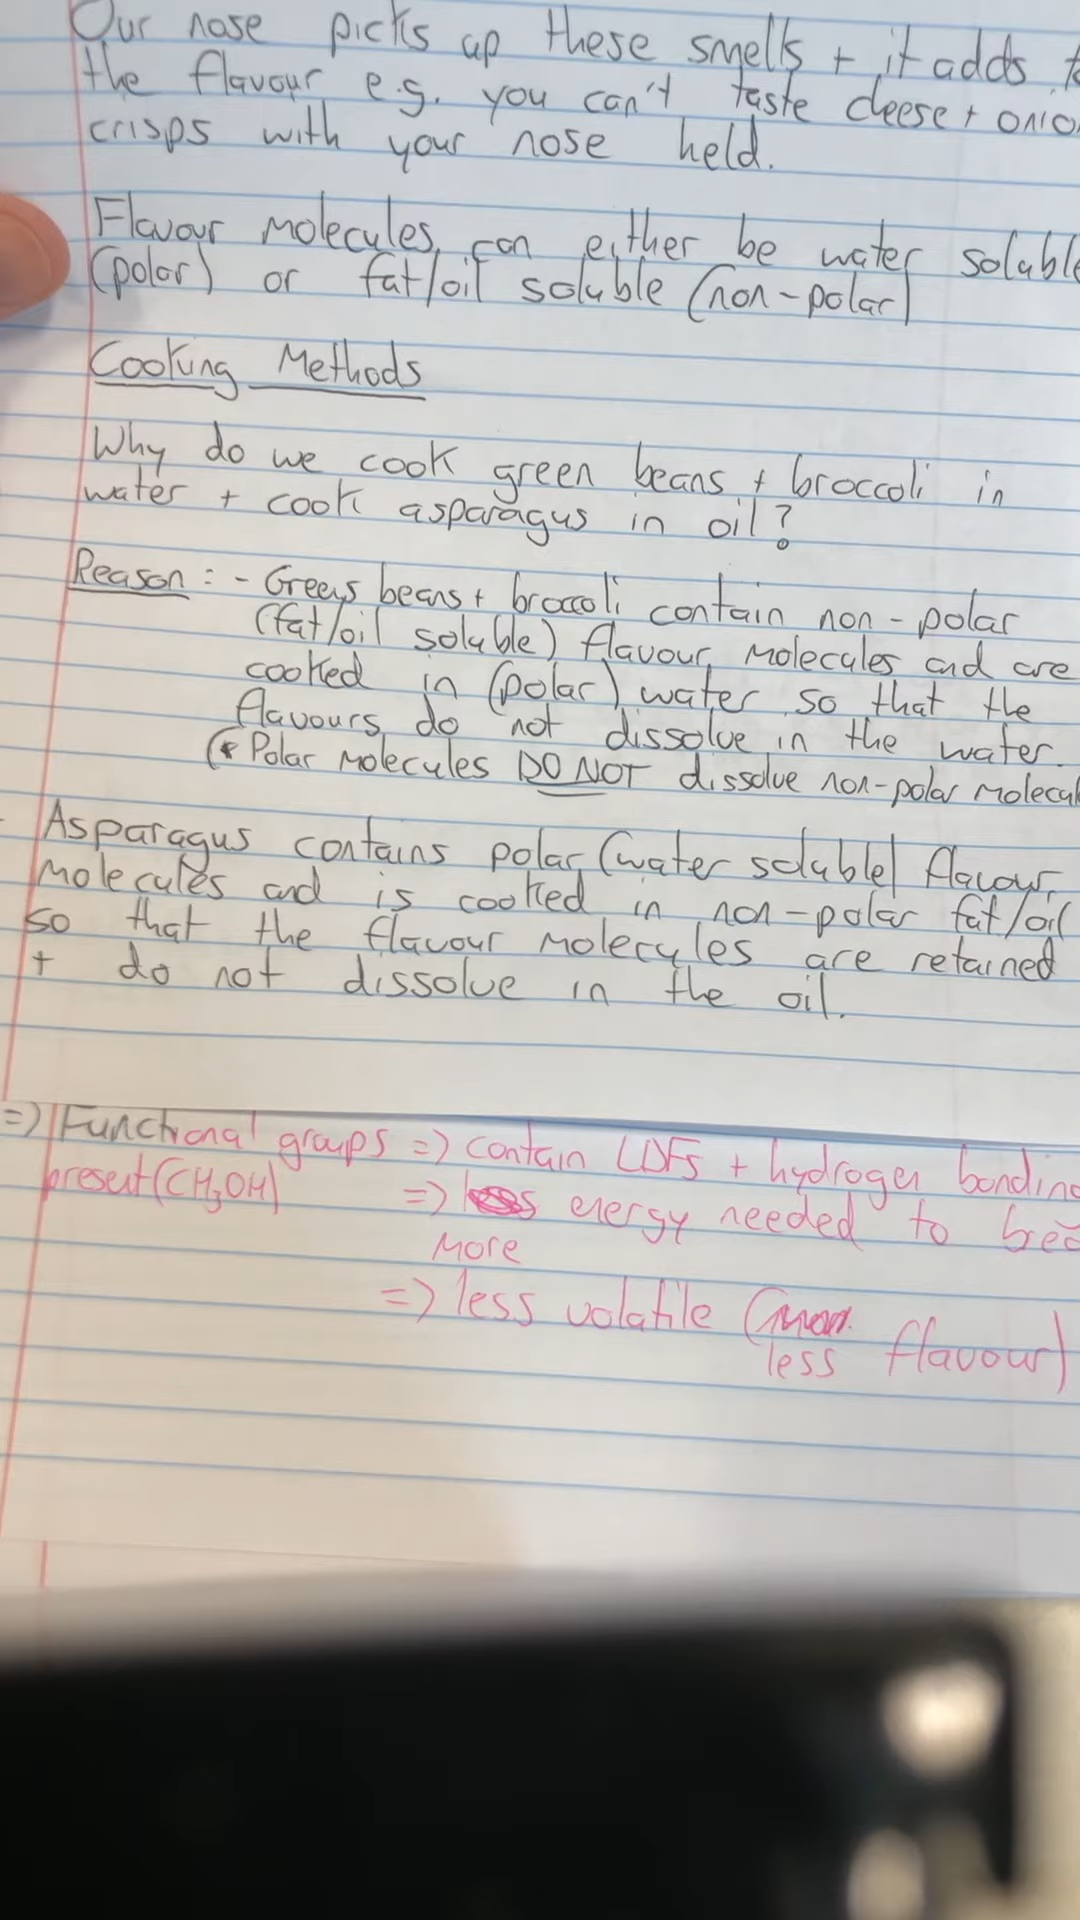 Our nose picks up these smells + it adds
the flavour e.g. you can't taste cheese + onio
crisps with your nose held.
Flavour molecules can either be water soluble
(polar) or fat/oil soluble (non-polar)
Cooking Methods
Why do we cook green beans + broccoli in
water + cook asparagus in oil?
Reason : - Greens beans + broccoli contain non-polar
(fat/oil soluble) flavour molecules and are
cooked in (polar) water so that the
flavours do not dissolve in the water.
(* Polar molecules DO NOT dissolve non-polar molecul
- Asparagus contains polar (water soluble) flavour
molecules and is cooked in non-polar fat/oil
so that the flavour molecules are retained
+ do not dissolve in the oil.
=> Functional groups => contain LDFs + hydrogen bonding
present (CH3OH) => less energy needed to brea
more
=> less volatile (
less flavour)